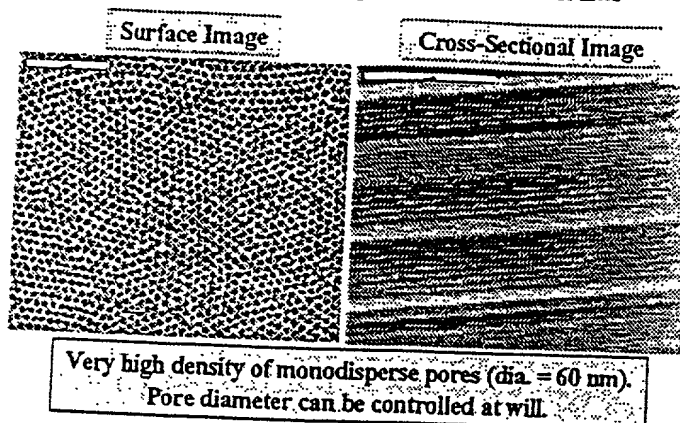 Surface Image
Cross-Sectional Image
Very high density of monodisperse pores (dia. = 60 nm).
Pore diameter can be controlled at will.